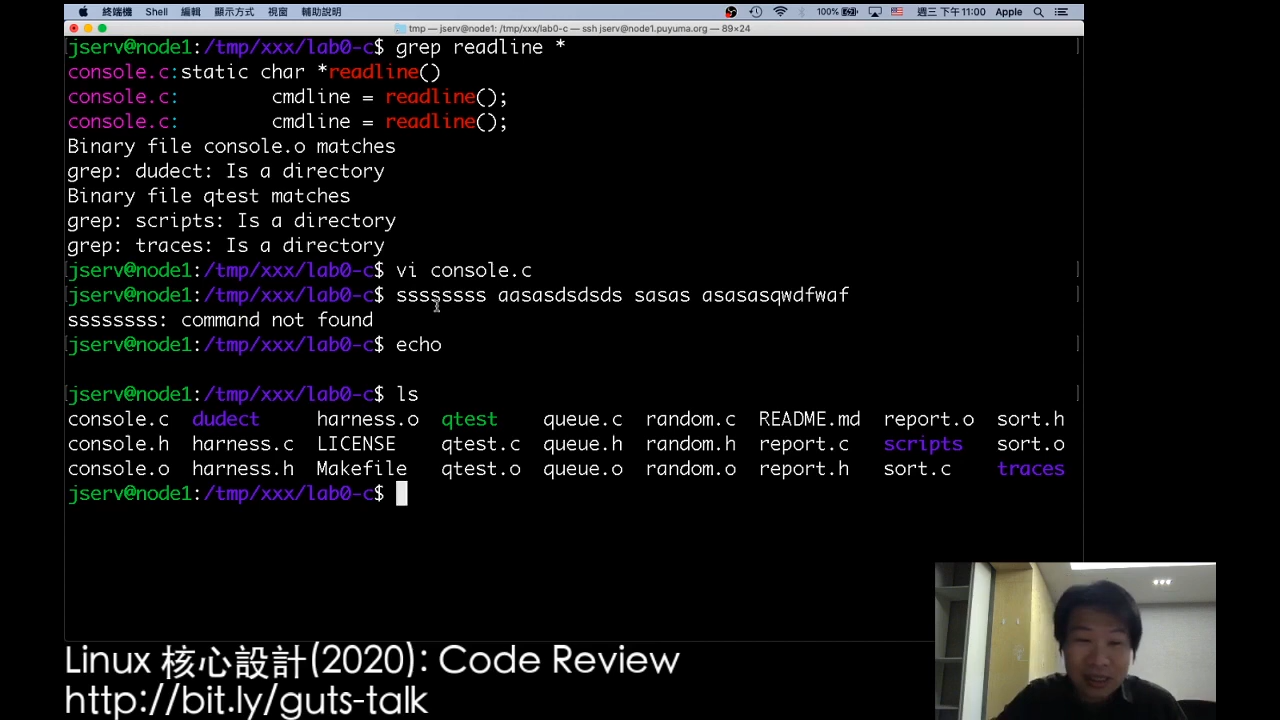 終端機 Shell 編輯 顯示方式 視窗 輔助說明 100% 週三 下午11:00 Apple
tmp — jserv@node1: /tmp/xxx/lab0-c — ssh jserv@node1.puyuma.org — 89×24
jserv@node1:/tmp/xxx/lab0-c$ grep readline *
console.c:static char *readline()
console.c:        cmdline = readline();
console.c:        cmdline = readline();
Binary file console.o matches
grep: dudect: Is a directory
Binary file qtest matches
grep: scripts: Is a directory
grep: traces: Is a directory
jserv@node1:/tmp/xxx/lab0-c$ vi console.c
jserv@node1:/tmp/xxx/lab0-c$ ssssssss aasasdsdsds sasas asasasqwdfwaf
ssssssss: command not found
jserv@node1:/tmp/xxx/lab0-c$ echo
jserv@node1:/tmp/xxx/lab0-c$ ls
console.c  dudect     harness.o  qtest    queue.c  random.c  README.md  report.o  sort.h
console.h  harness.c  LICENSE    qtest.c  queue.h  random.h  report.c   scripts   sort.o
console.o  harness.h  Makefile   qtest.o  queue.o  random.o  report.h   sort.c    traces
jserv@node1:/tmp/xxx/lab0-c$
Linux 核心設計(2020): Code Review
http://bit.ly/guts-talk